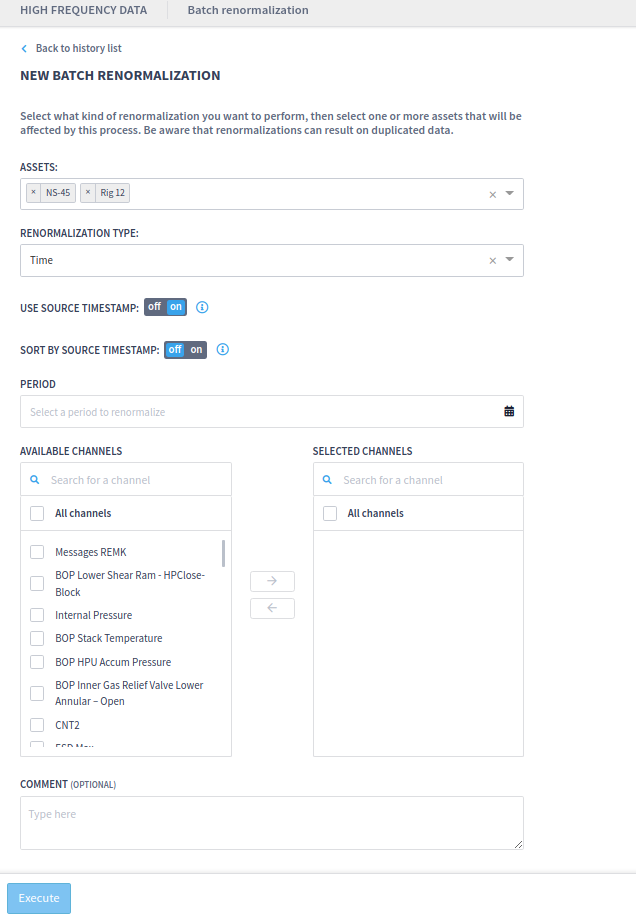 HIGH FREQUENCY DATA
Batch renormalization
Back to history list
NEW BATCH RENORMALIZATION
Select what kind of renormalization you want to perform, then select one or more assets that will be
affected by this process. Be aware that renormalizations can result on duplicated data.
ASSETS:
× NS-45 × Rig 12 ×
RENORMALIZATION TYPE:
Time ×
USE SOURCE TIMESTAMP: off on
SORT BY SOURCE TIMESTAMP: off on
PERIOD
Select a period to renormalize
AVAILABLE CHANNELS
Search for a channel
All channels
Messages REMK
BOP Lower Shear Ram - HPClose-
Block
Internal Pressure
BOP Stack Temperature
BOP HPU Accum Pressure
BOP Inner Gas Relief Valve Lower
Annular – Open
CNT2
SELECTED CHANNELS
Search for a channel
All channels
COMMENT (OPTIONAL)
Type here
Execute